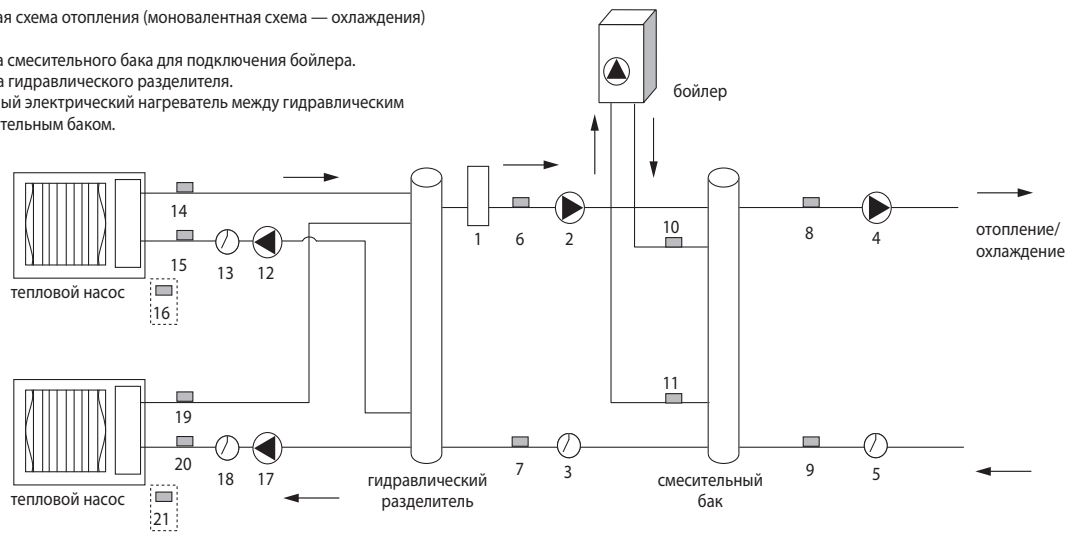 ая схема отопления (моновалентная схема — охлаждения)
а смесительного бака для подключения бойлера.
а гидравлического разделителя.
ый электрический нагреватель между гидравлическим
тельным баком.
бойлер
14
15
13
12
тепловой насос
16
1
6
2
10
8
4
отопление/
охлаждение
11
19
20
18
17
7
3
9
5
гидравлический
разделитель
смесительный
бак
тепловой насос
21